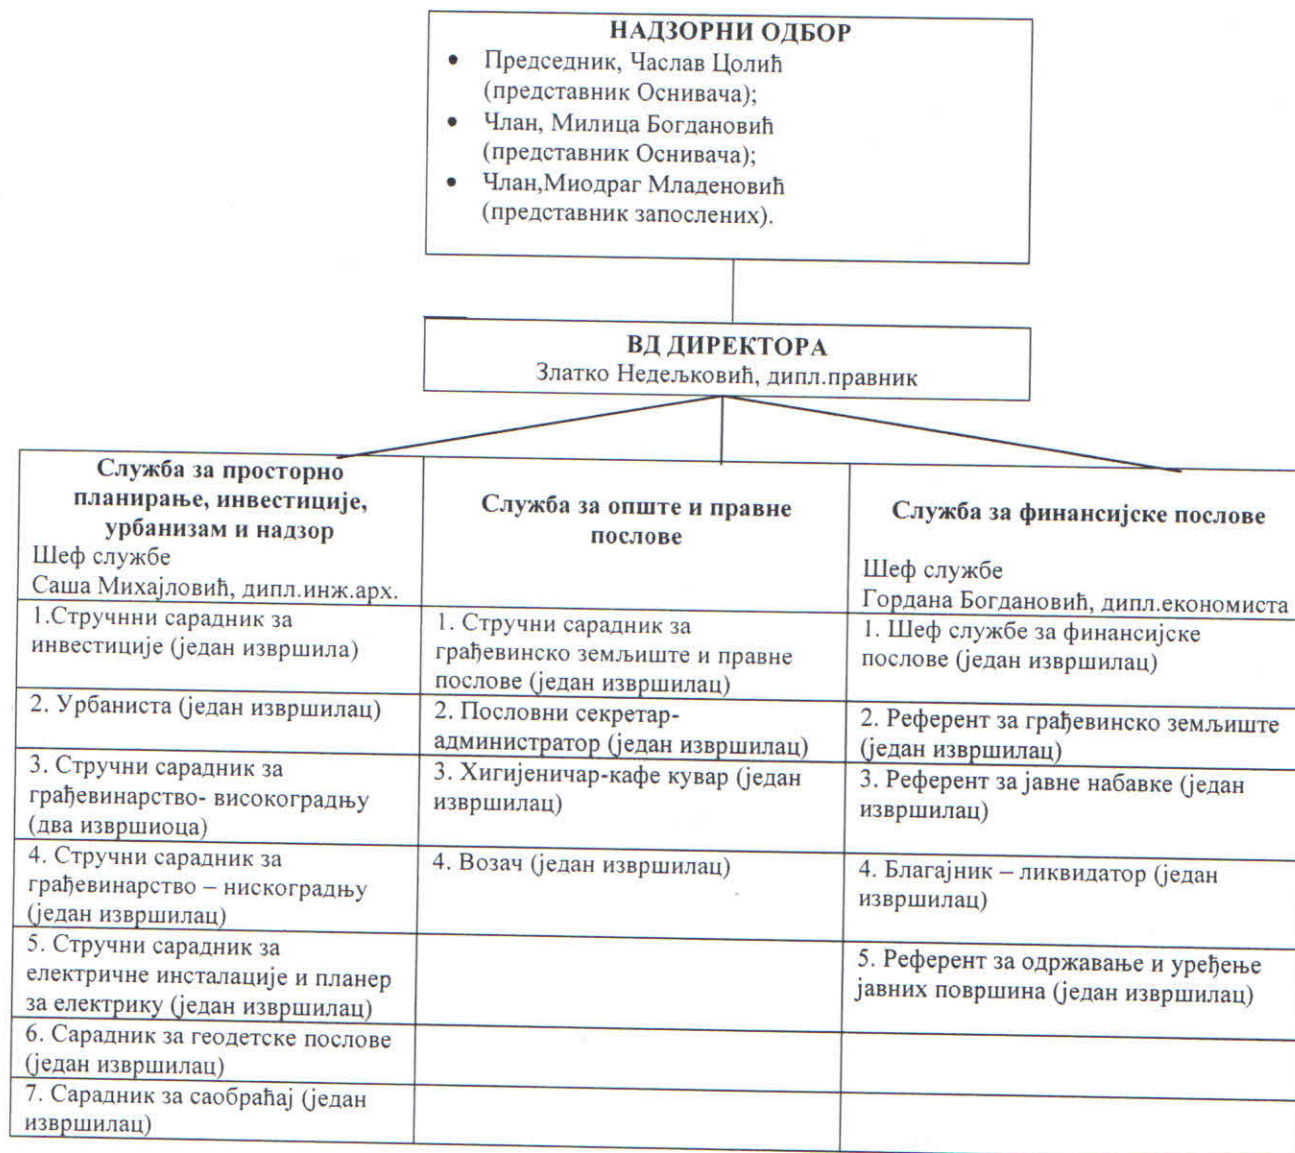 НАДЗОРНИ ОДБОР
• Председник, Часлав Цолић
(представник Оснивача);
• Члан, Милица Богдановић
(представник Оснивача);
• Члан,Миодраг Младеновић
(представник запослених).
ВД ДИРЕКТОРА
Златко Недељковић, дипл.правник
Служба за просторно
планирање, инвестиције,
урбанизам и надзор
Шеф службе
Саша Михајловић, дипл.инж.арх.
1.Стручнни сарадник за
инвестиције (један извршила)
2. Урбаниста (један извршилац)
3. Стручни сарадник за
грађевинарство- високоградњу
(два извршиоца)
4. Стручни сарадник за
грађевинарство – нискоградњу
(један извршилац)
5. Стручни сарадник за
електричне инсталације и планер
за електрику (један извршилац)
6. Сарадник за геодетске послове
(један извршилац)
7. Сарадник за саобраћај (један
извршилац)
Служба за опште и правне
послове
1. Стручни сарадник за
грађевинско земљиште и правне
послове (један извршилац)
2. Пословни секретар-
администратор (један извршилац)
3. Хигијеничар-кафе кувар (један
извршилац)
4. Возач (један извршилац)
Служба за финансијске послове
Шеф службе
Гордана Богдановић, дипл.економиста
1. Шеф службе за финансијске
послове (један извршилац)
2. Референт за грађевинско земљиште
(један извршилац)
3. Референт за јавне набавке (један
извршилац)
4. Благајник – ликвидатор (један
извршилац)
5. Референт за одржавање и уређење
јавних површина (један извршилац)